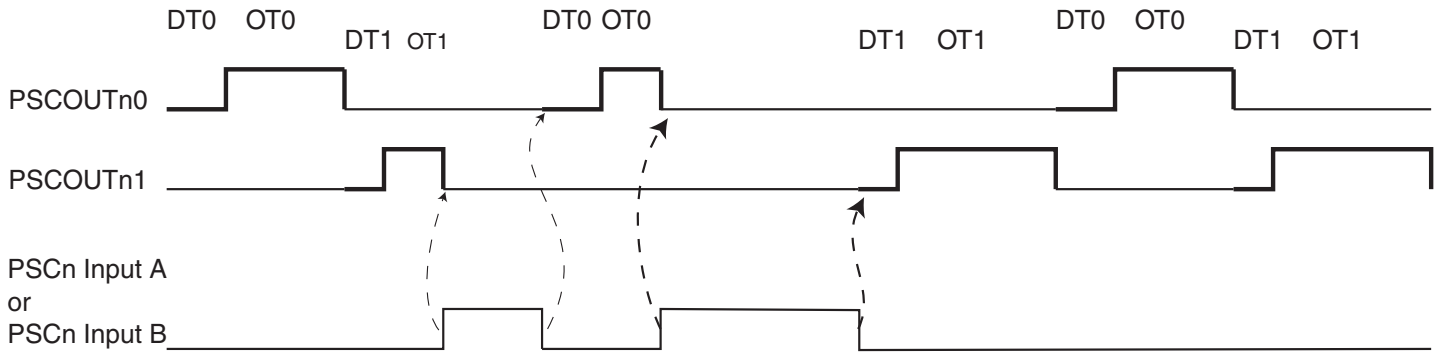 DT0 OT0 DT0 OT0 DT0 OT0
DT1 OT1 DT1 OT1 DT1 OT1
PSCOUTn0
PSCOUTn1
PSCn Input A
or
PSCn Input B